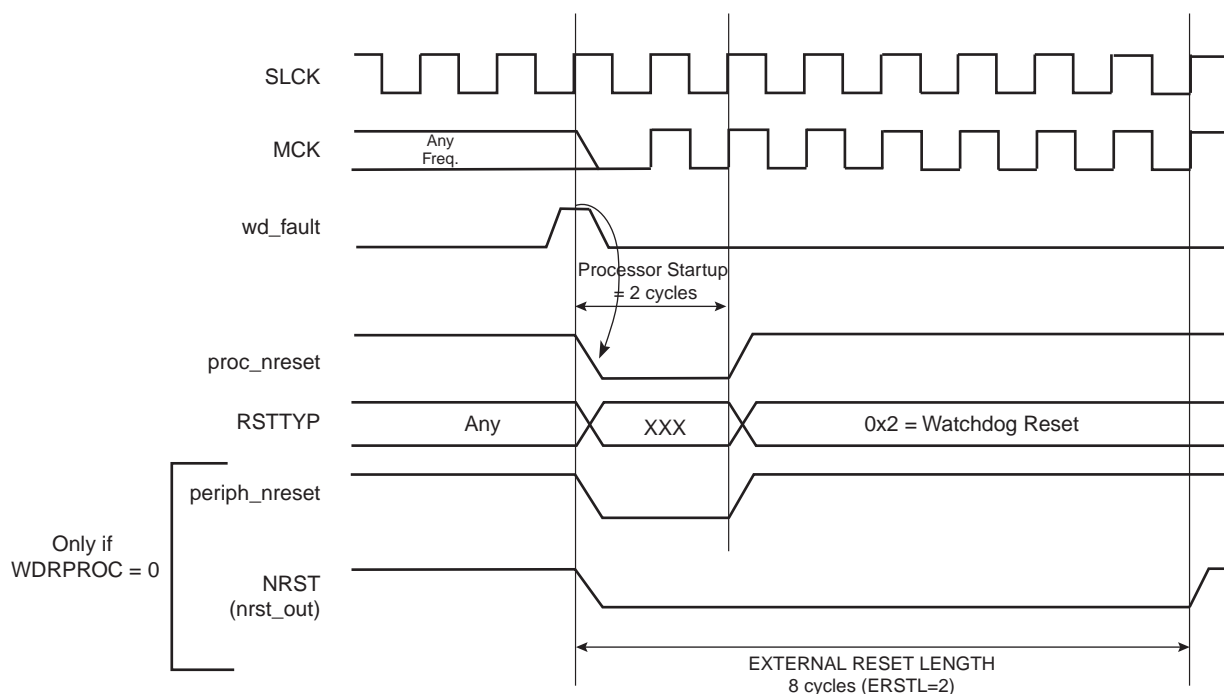 SLCK
MCK
Any
Freq.
wd_fault
Processor Startup
= 2 cycles
proc_nreset
RSTTYP
Any
XXX
0x2 = Watchdog Reset
periph_nreset
Only if
WDRPROC = 0
NRST
(nrst_out)
EXTERNAL RESET LENGTH
8 cycles (ERSTL=2)